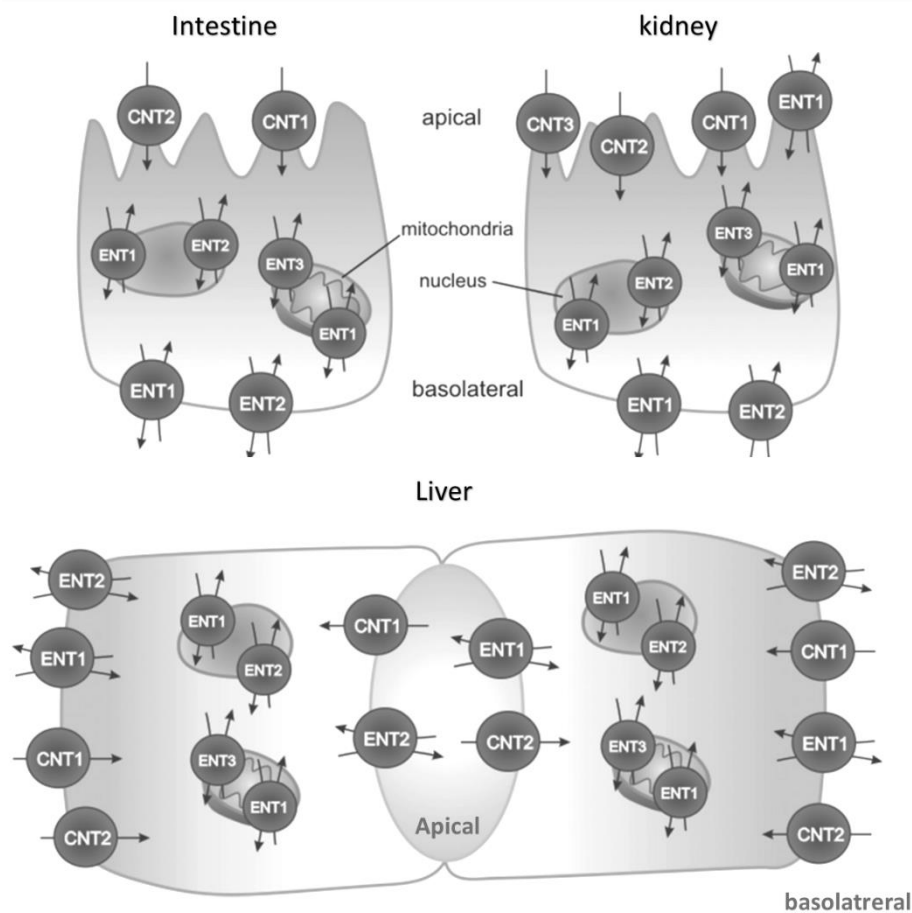 Intestine
kidney
CNT2
CNT1
apical
CNT3
CNT2
CNT1
ENT1
ENT1
ENT2
ENT3
ENT1
mitochondria
nucleus
ENT3
ENT1
ENT2
ENT1
ENT1
ENT2
basolateral
ENT1
ENT2
Liver
ENT2
ENT1
CNT1
CNT2
ENT1
ENT2
ENT3
ENT1
CNT1
ENT1
ENT2
CNT2
Apical
ENT1
ENT2
ENT3
ENT1
ENT2
CNT1
ENT1
CNT2
basolatreral